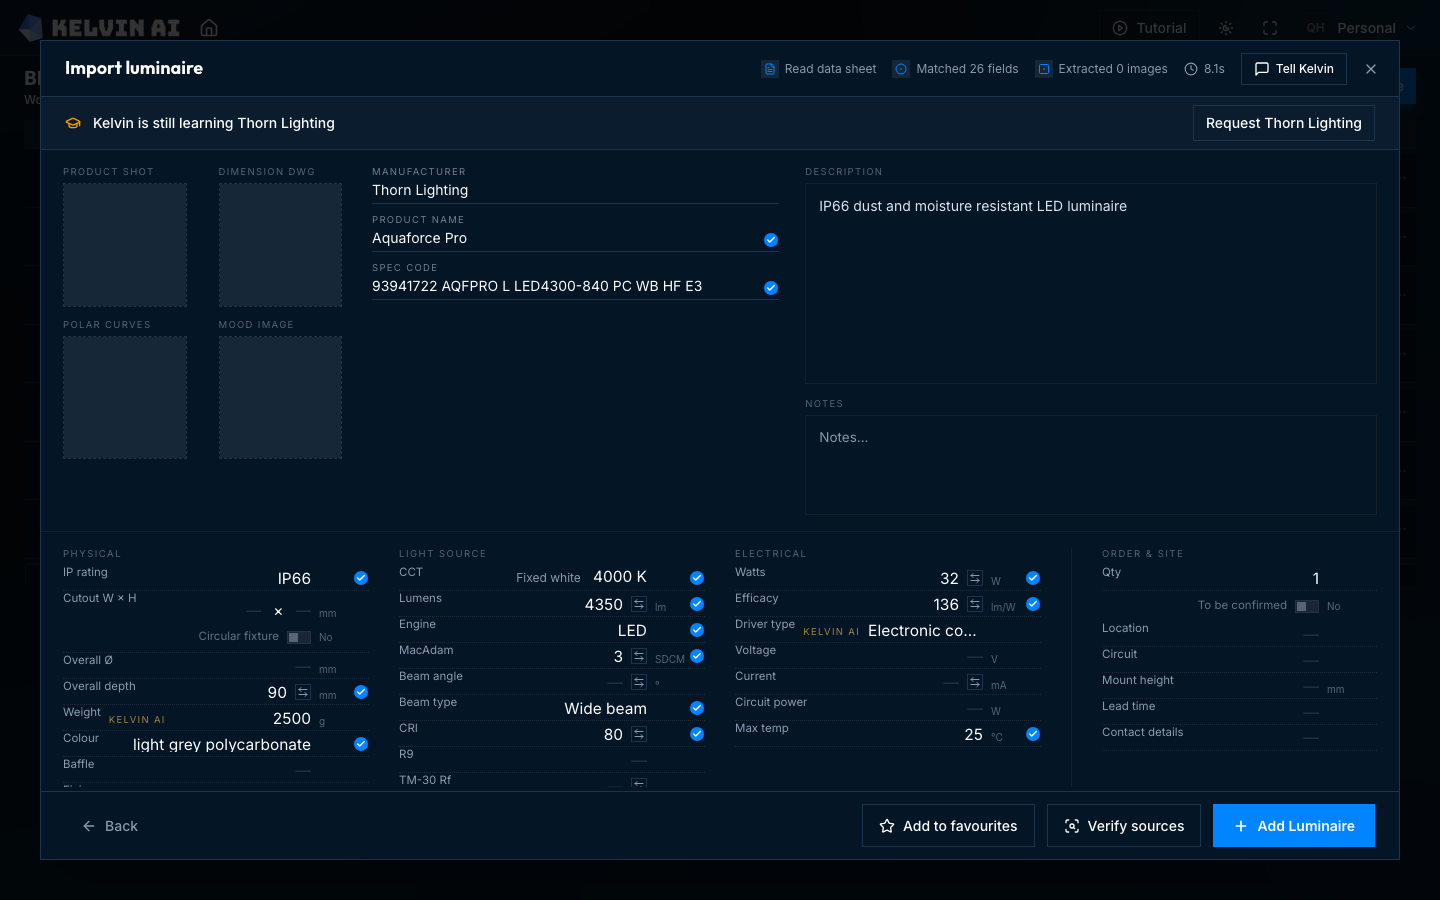 KELVIN AI
Tutorial
QH Personal
Import luminaire
Read data sheet
Matched 26 fields
Extracted 0 images
8.1s
Tell Kelvin
Kelvin is still learning Thorn Lighting
Request Thorn Lighting
PRODUCT SHOT
DIMENSION DWG
POLAR CURVES
MOOD IMAGE
MANUFACTURER
Thorn Lighting
PRODUCT NAME
Aquaforce Pro
SPEC CODE
93941722 AQFPRO L LED4300-840 PC WB HF E3
DESCRIPTION
IP66 dust and moisture resistant LED luminaire
NOTES
Notes...
PHYSICAL
IP rating IP66
Cutout W × H — × — mm
Circular fixture No
Overall Ø — mm
Overall depth 90 mm
Weight KELVIN AI 2500 g
Colour light grey polycarbonate
Baffle —
LIGHT SOURCE
CCT Fixed white 4000 K
Lumens 4350 lm
Engine LED
MacAdam 3 SDCM
Beam angle — °
Beam type Wide beam
CRI 80
R9 —
TM-30 Rf —
ELECTRICAL
Watts 32 W
Efficacy 136 lm/W
Driver type KELVIN AI Electronic co...
Voltage — V
Current — mA
Circuit power — W
Max temp 25 °C
ORDER & SITE
Qty 1
To be confirmed No
Location —
Circuit —
Mount height — mm
Lead time —
Contact details —
Back
Add to favourites
Verify sources
Add Luminaire